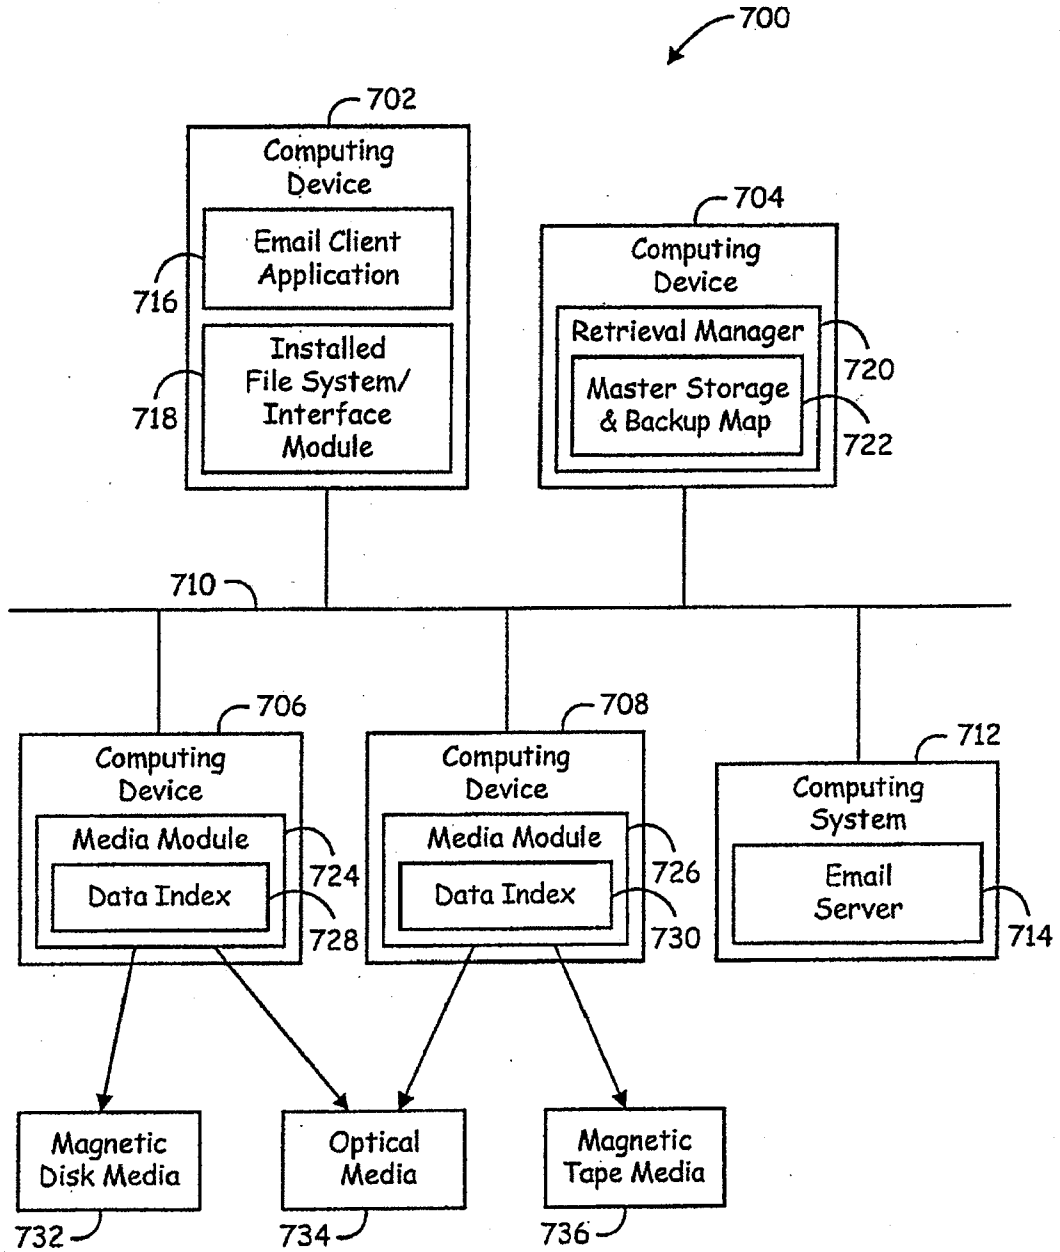 700
702
Computing
Device
Email Client
Application
716
Installed
File System/
Interface
Module
718
704
Computing
Device
Retrieval Manager
720
Master Storage
& Backup Map
722
710
706
Computing
Device
Media Module
724
Data Index
728
708
Computing
Device
Media Module
726
Data Index
730
712
Computing
System
Email
Server
714
Magnetic
Disk Media
732
Optical
Media
734
Magnetic
Tape Media
736